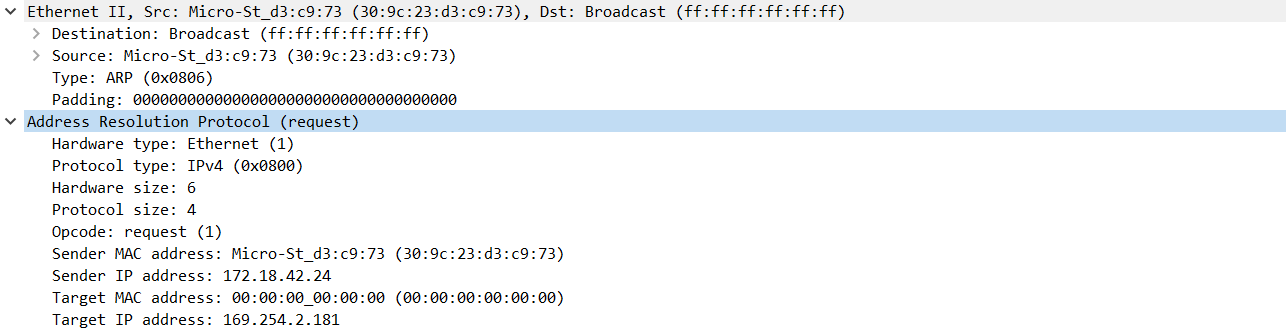 Ethernet II, Src: Micro-St_d3:c9:73 (30:9c:23:d3:c9:73), Dst: Broadcast (ff:ff:ff:ff:ff:ff)
Destination: Broadcast (ff:ff:ff:ff:ff:ff)
Source: Micro-St_d3:c9:73 (30:9c:23:d3:c9:73)
Type: ARP (0x0806)
Padding: 000000000000000000000000000000000000
Address Resolution Protocol (request)
Hardware type: Ethernet (1)
Protocol type: IPv4 (0x0800)
Hardware size: 6
Protocol size: 4
Opcode: request (1)
Sender MAC address: Micro-St_d3:c9:73 (30:9c:23:d3:c9:73)
Sender IP address: 172.18.42.24
Target MAC address: 00:00:00_00:00:00 (00:00:00:00:00:00)
Target IP address: 169.254.2.181